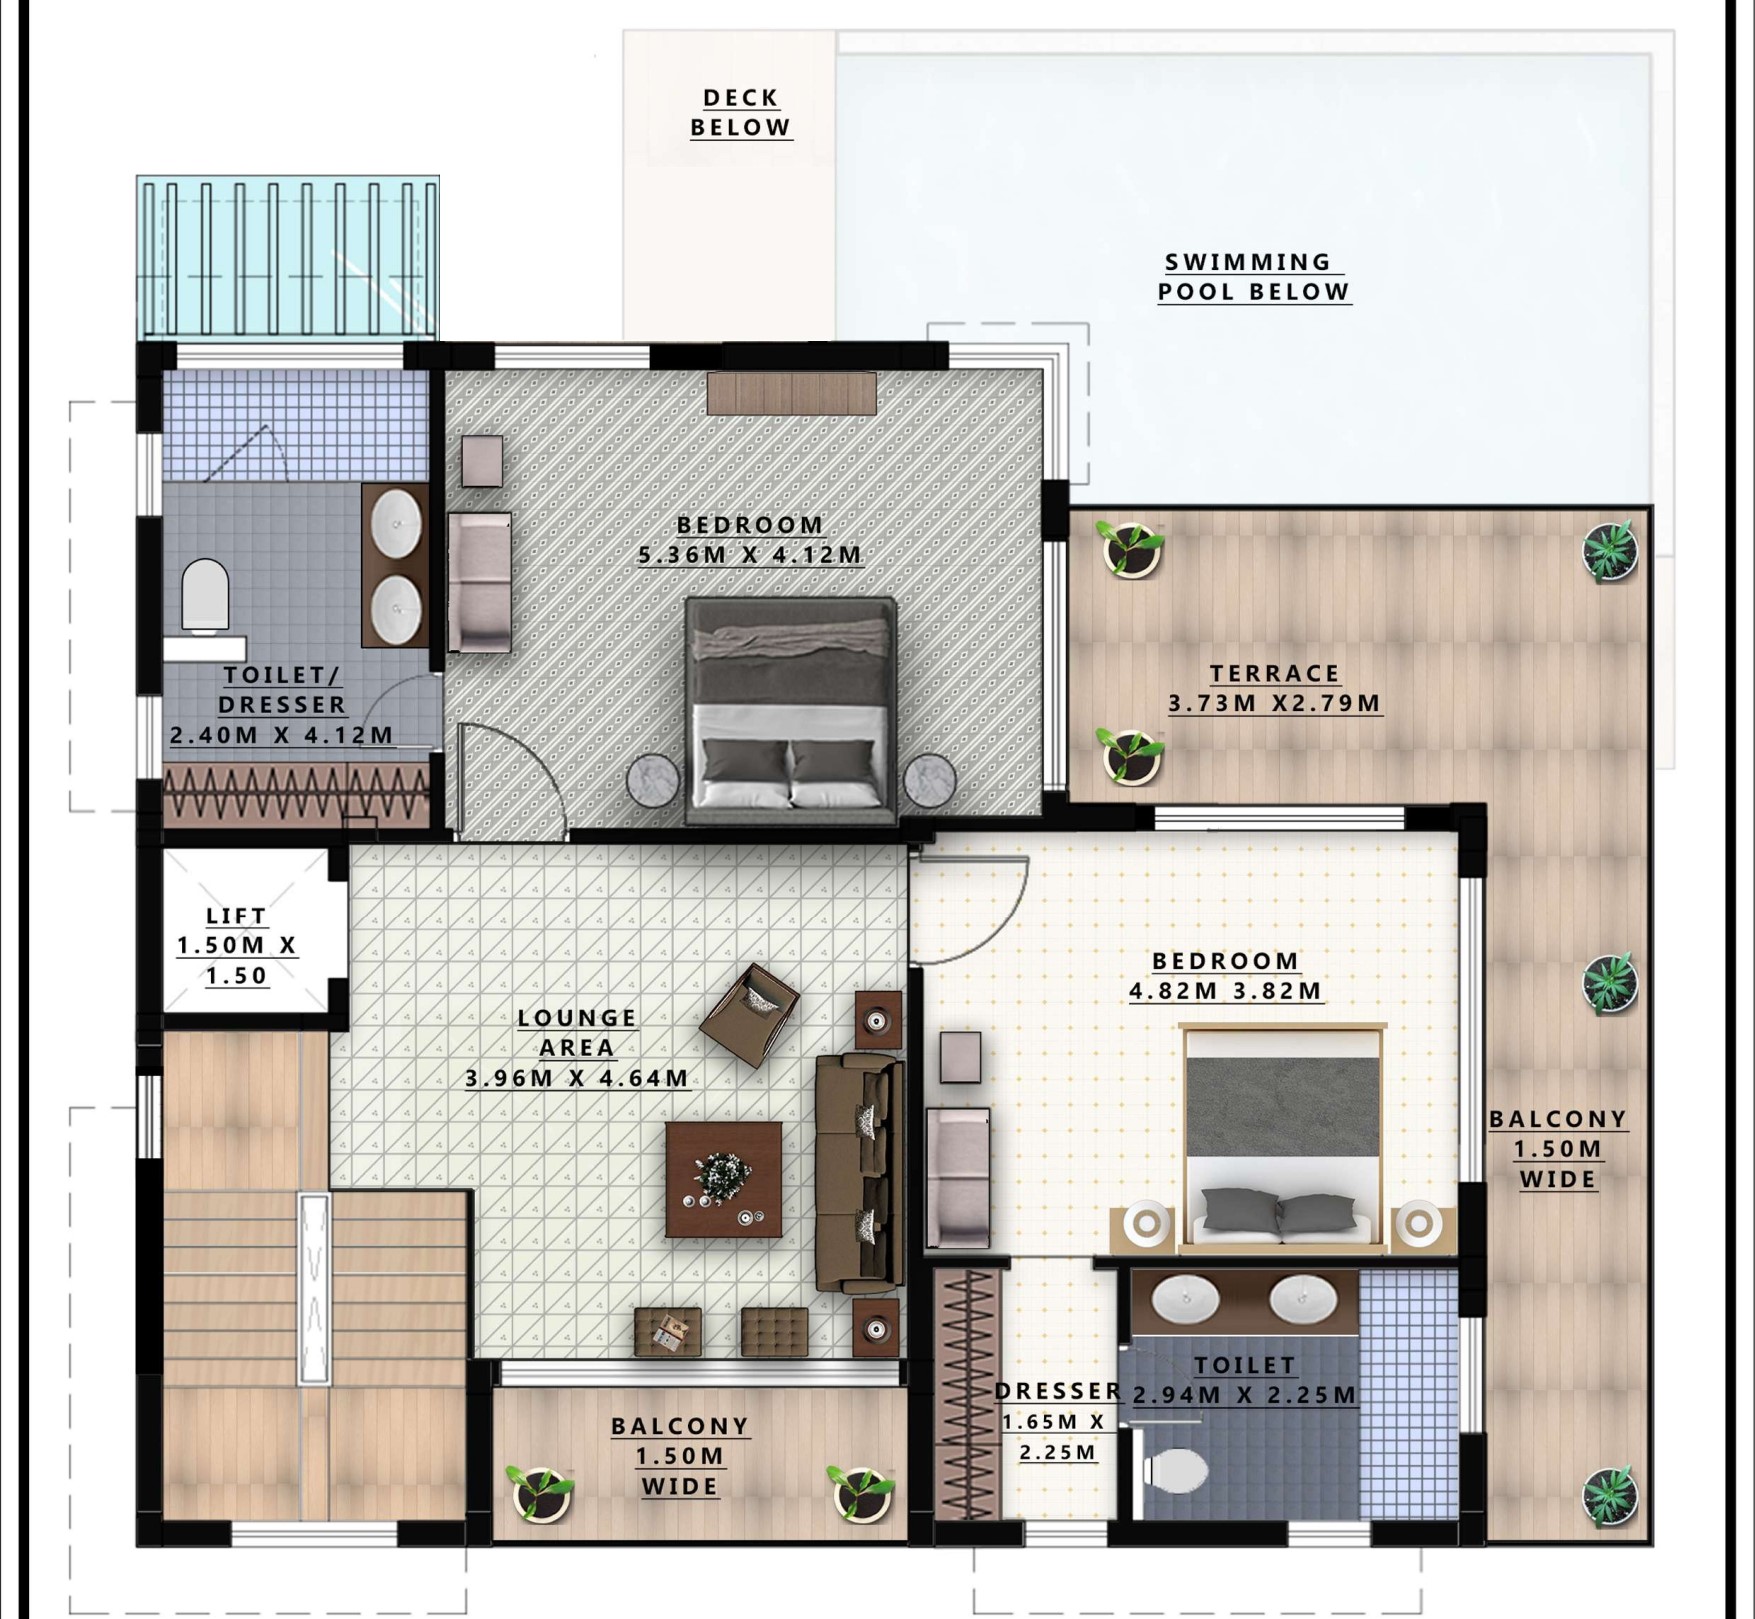 DECK
BELOW
SWIMMING
POOL BELOW
BEDROOM
5.36M X 4.12M
TOILET/
DRESSER
2.40M X 4.12M
TERRACE
3.73M X2.79M
LIFT
1.50M X
1.50
LOUNGE
AREA
3.96M X 4.64M
BEDROOM
4.82M 3.82M
BALCONY
1.50M
WIDE
DRESSER
1.65M X
2.25M
TOILET
2.94M X 2.25M
BALCONY
1.50M
WIDE